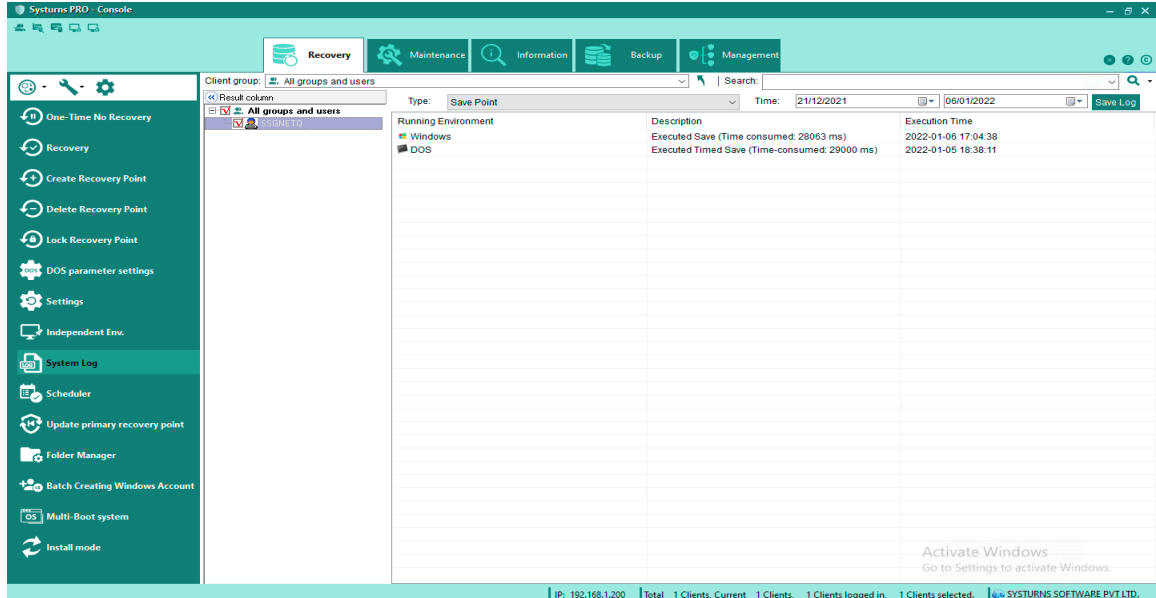 Systurns PRO - Console
Recovery Maintenance Information Backup Management
Client group: All groups and users Search:
Result column Type: Save Point Time: 21/12/2021 06/01/2022 Save Log
All groups and users
SSGNETQ
Running Environment Description Execution Time
Windows Executed Save (Time consumed: 28063 ms) 2022-01-06 17:04:38
DOS Executed Timed Save (Time-consumed: 29000 ms) 2022-01-05 18:38:11
One-Time No Recovery
Recovery
Create Recovery Point
Delete Recovery Point
Lock Recovery Point
DOS DOS parameter settings
Settings
Independent Env.
LOG System Log
Scheduler
Update primary recovery point
Folder Manager
Batch Creating Windows Account
OS Multi-Boot system
Install mode
Activate Windows
Go to Settings to activate Windows.
IP: 192.168.1.200 Total 1 Clients, Current 1 Clients, 1 Clients logged in, 1 Clients selected. SYSTURNS SOFTWARE PVT LTD.